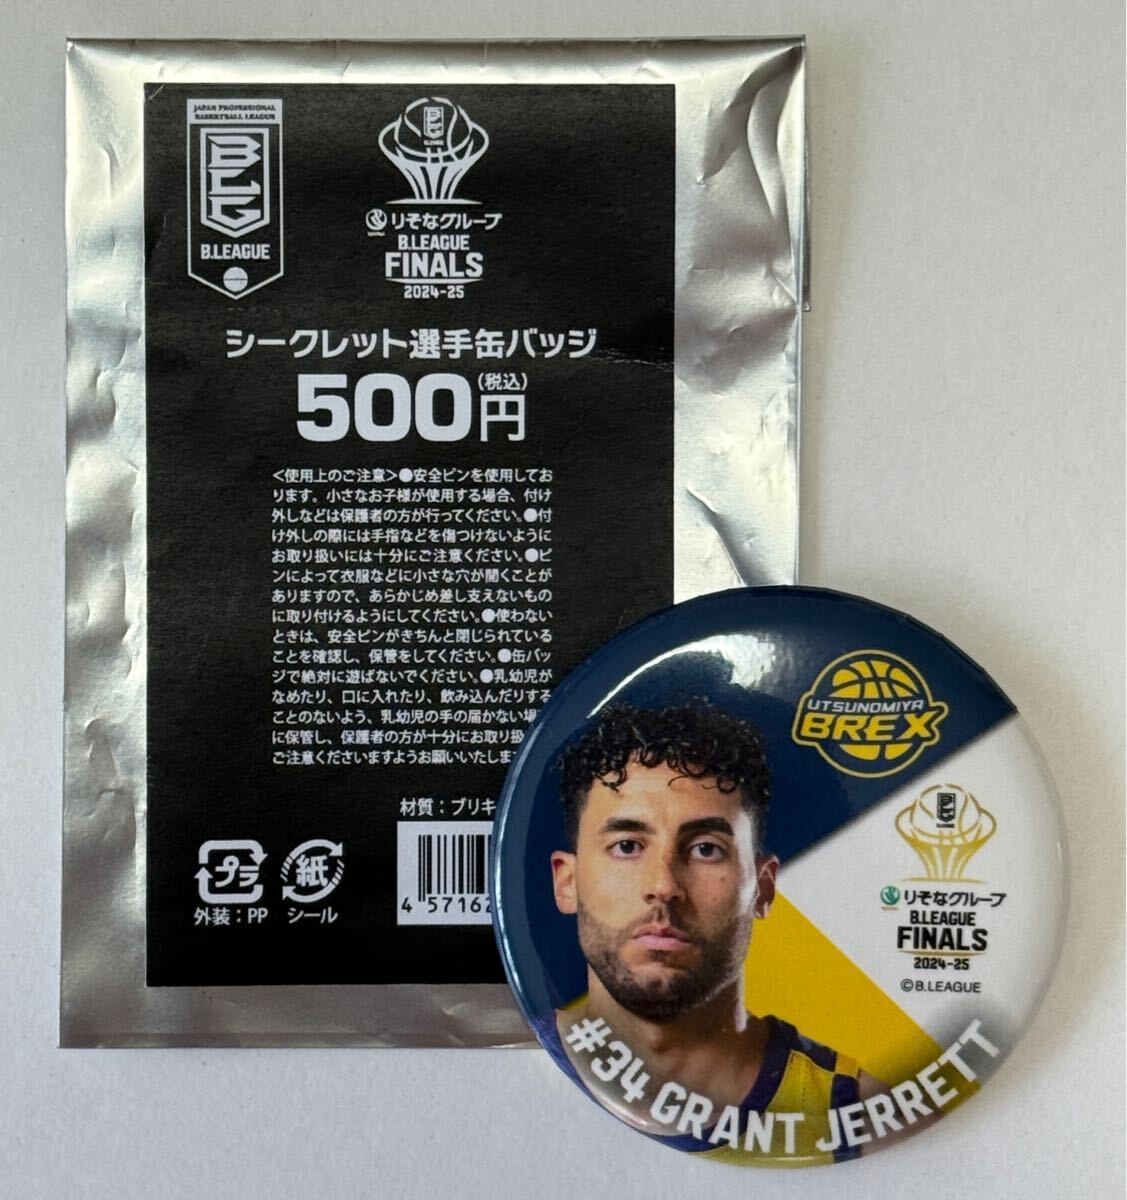 JAPAN PROFESSIONAL
BASKETBALL LEAGUE
BLG
B.LEAGUE
りそなグループ
B.LEAGUE
FINALS
2024-25
シークレット選手缶バッジ
500円(税込)
<使用上のご注意>●安全ピンを使用してお
ります。小さなお子様が使用する場合、付け
外しなどは保護者の方が行ってください。●付
け外しの際には手指などを傷つけないように
お取り扱いには十分にご注意ください。●ピ
ンによって衣服などに小さな穴が開くことが
ありますので、あらかじめ差し支えないもの
に取り付けるようにしてください。●使わない
ときは、安全ピンがきちんと閉じられている
ことを確認し、保管をしてください。●缶バッ
ジで絶対に遊ばないでください。●乳幼児が
なめたり、口に入れたり、飲み込んだりする
ことのないよう、乳幼児の手の届かない場
に保管し、保護者の方が十分にお取り扱
ご注意くださいますようお願いいたしま
材質：ブリキ
プラ
紙
外装：PP
シール
4 57162
UTSUNOMIYA
BREX
りそなグループ
B.LEAGUE
FINALS
2024-25
©B.LEAGUE
#34 GRANT JERRETT